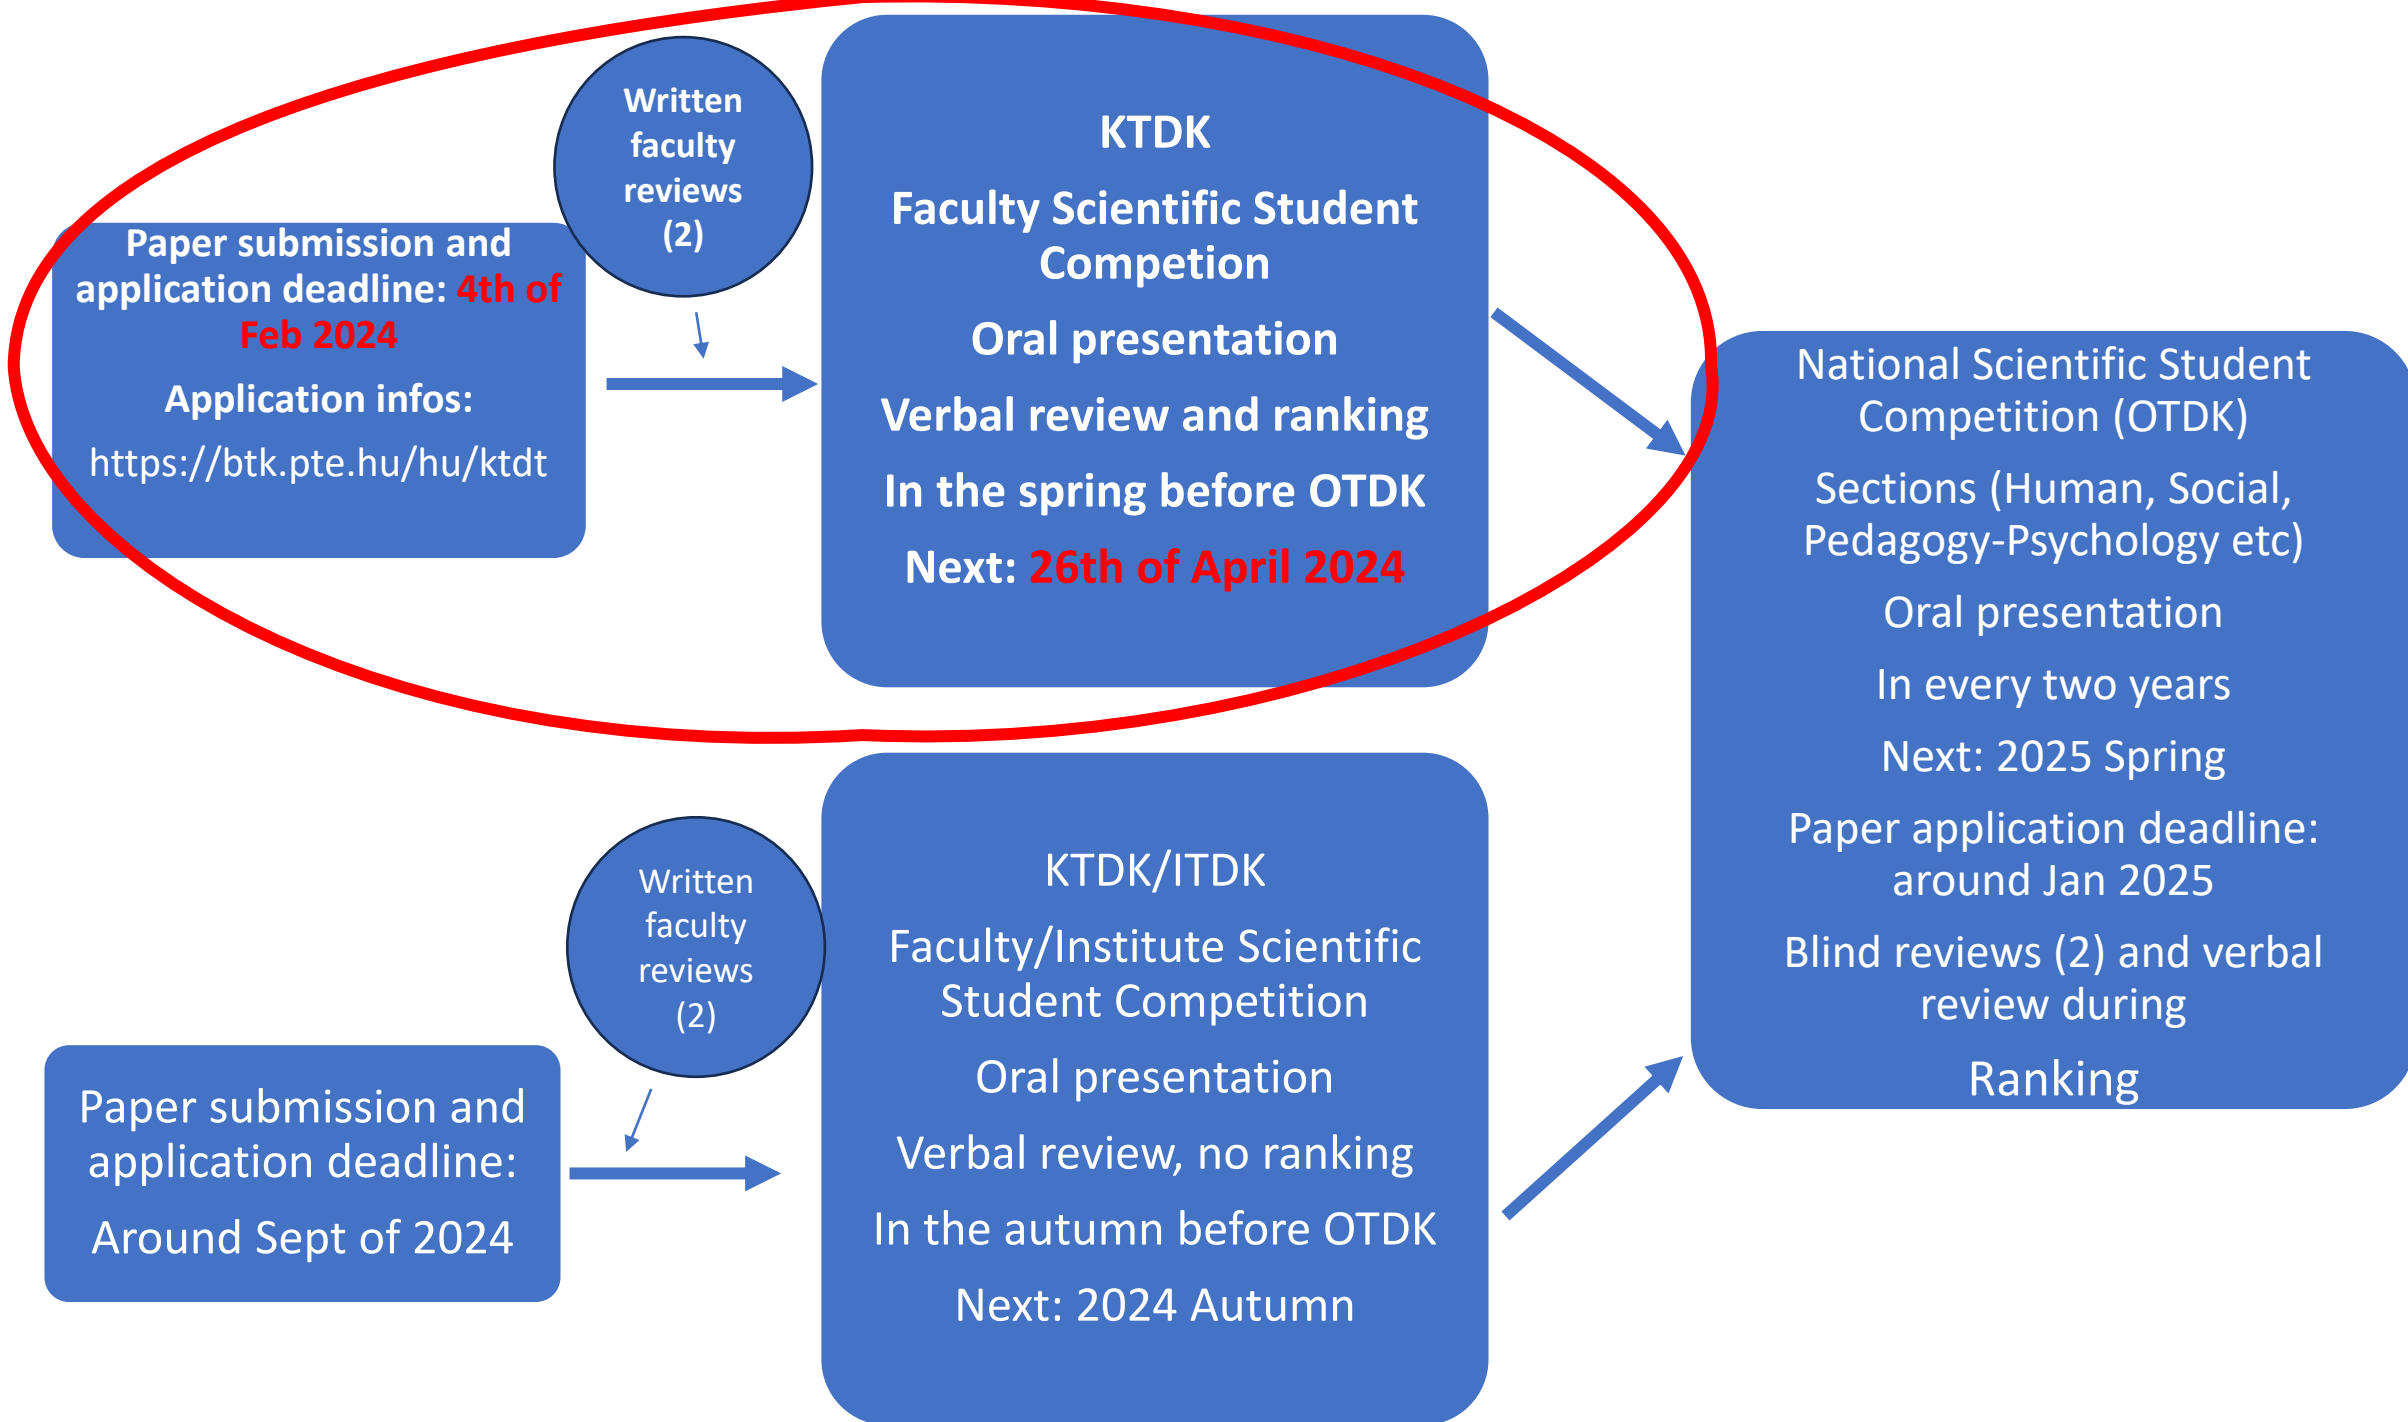 Written
faculty
reviews
(2)
Paper submission and
application deadline: 4th of
Feb 2024
Application infos:
https://btk.pte.hu/hu/ktdt
KTDK
Faculty Scientific Student
Competion
Oral presentation
Verbal review and ranking
In the spring before OTDK
Next: 26th of April 2024
National Scientific Student
Competition (OTDK)
Sections (Human, Social,
Pedagogy-Psychology etc)
Oral presentation
In every two years
Next: 2025 Spring
Paper application deadline:
around Jan 2025
Blind reviews (2) and verbal
review during
Ranking
Written
faculty
reviews
(2)
Paper submission and
application deadline:
Around Sept of 2024
KTDK/ITDK
Faculty/Institute Scientific
Student Competition
Oral presentation
Verbal review, no ranking
In the autumn before OTDK
Next: 2024 Autumn